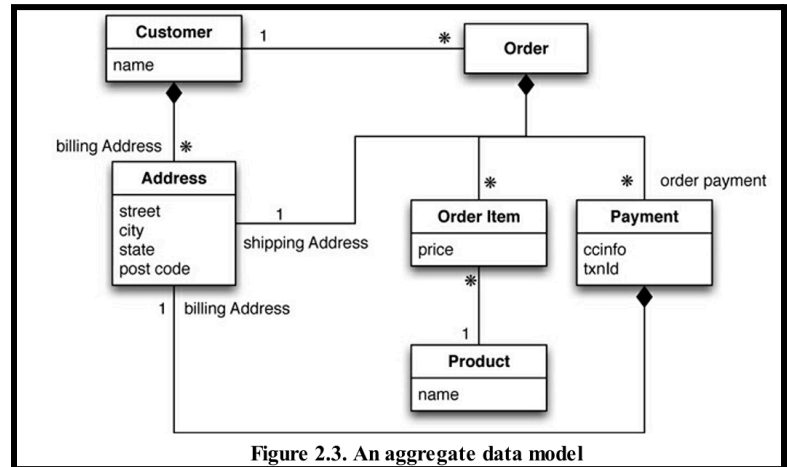 Customer
name
1
*
Order
billing Address
*
Address
street
city
state
post code
1
shipping Address
*
Order Item
price
*
order payment
Payment
ccinfo
txnId
*
1
Product
name
1
billing Address
Figure 2.3. An aggregate data model